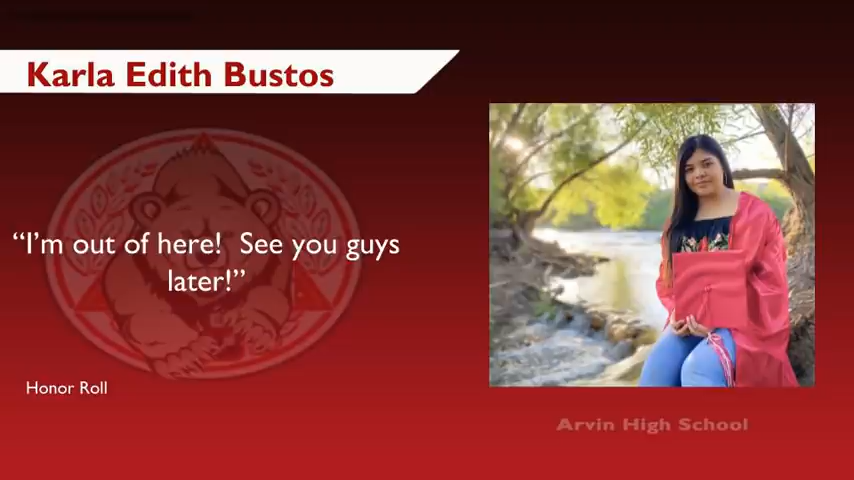 Karla Edith Bustos
“I’m out of here!  See you guys
later!”
Honor Roll
Arvin High School